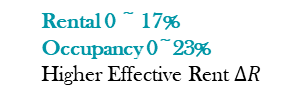 Rental 0 ~ 17%
Occupancy 0~23%
Higher Effective Rent ΔR